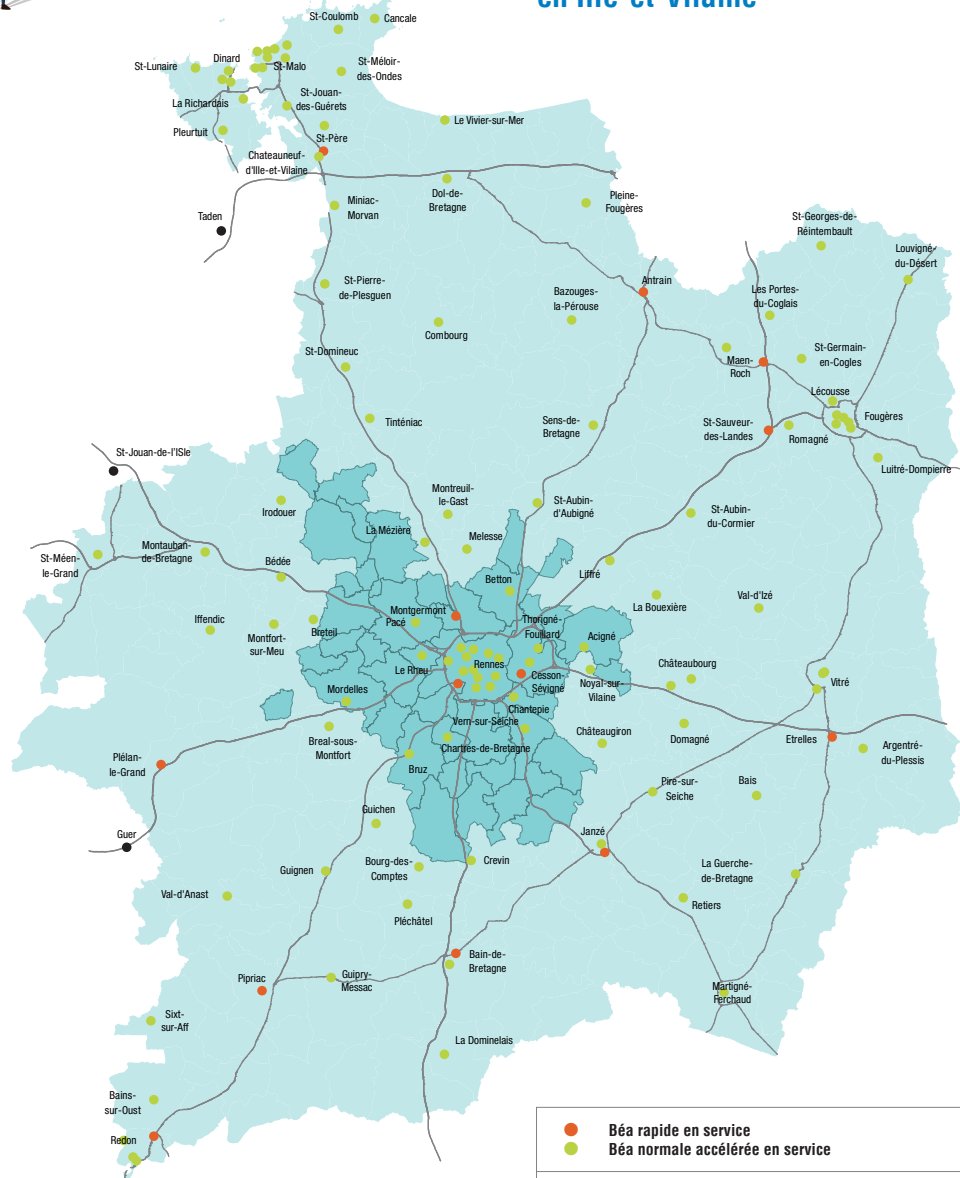 en Ille-et-Vilaine
St-Coulomb
Cancale
St-Lunaire
Dinard
St-Malo
St-Méloir-
des-Ondes
La Richardais
St-Jouan-
des-Guérets
Pleurtuit
St-Père
Le Vivier-sur-Mer
Chateauneuf-
d'Ille-et-Vilaine
Taden
Miniac-
Morvan
Dol-de-
Bretagne
Pleine-
Fougères
St-Georges-de-
Réintembault
Louvigné-
du-Désert
St-Pierre-
de-Plesguen
Combourg
Bazouges-
la-Pérouse
Antrain
Les Portes-
du-Coglais
St-Domineuc
Maen-
Roch
St-Germain-
en-Cogles
Tinténiac
Sens-de-
Bretagne
St-Sauveur-
des-Landes
Lécousse
Fougères
Romagné
Luitré-Dompierre
St-Jouan-de-l'ISle
Irodouer
Montreuil-
le-Gast
St-Aubin-
d'Aubigné
St-Aubin-
du-Cormier
La Mézière
Melesse
St-Méen-
le-Grand
Montauban-
de-Bretagne
Bédée
Betton
Liffré
La Bouexière
Val-d'Izé
Iffendic
Montfort-
sur-Meu
Breteil
Montgermont
Pacé
Thorigné-
Fouillard
Acigné
Le Rheu
Rennes
Cesson-
Sévigné
Noyal-sur-
Vilaine
Châteaubourg
Vitré
Mordelles
Chantepie
Vern-sur-Seiche
Breal-sous-
Montfort
Chartres-de-Bretagne
Châteaugiron
Domagné
Etrelles
Argentré-
du-Plessis
Plélan-
le-Grand
Bruz
Pire-sur-
Seiche
Bais
Guer
Guichen
Janzé
Guignen
Bourg-des-
Comptes
Crevin
La Guerche-
de-Bretagne
Val-d'Anast
Pléchâtel
Retiers
Pipriac
Guipry-
Messac
Bain-de-
Bretagne
Martigné-
Ferchaud
Sixt-
sur-Aff
La Dominelais
Bains-
sur-Oust
Redon
Béa rapide en service
Béa normale accélérée en service